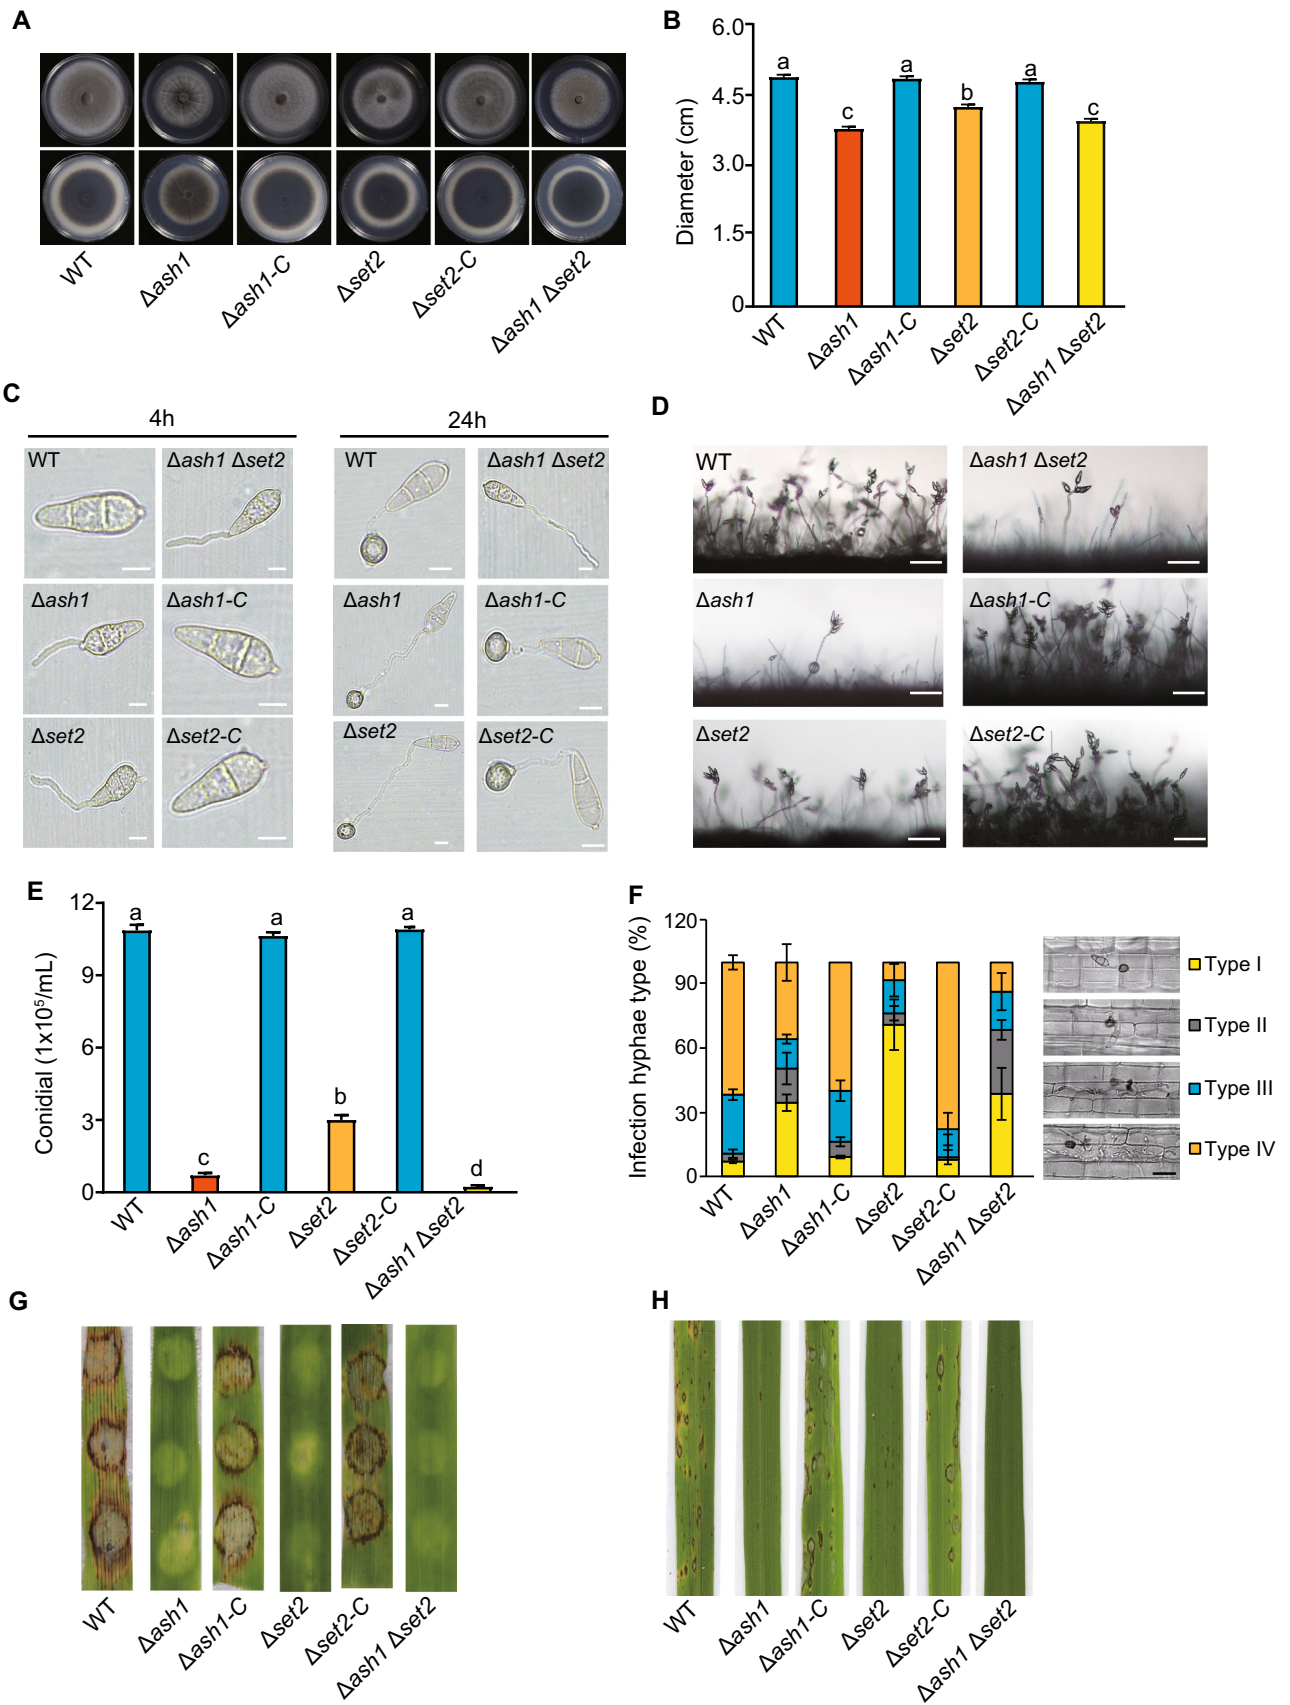 A
WT
Δash1
Δash1-C
Δset2
Δset2-C
Δash1 Δset2
B
Diameter (cm)
6.0
4.5
3.0
1.5
0
a
c
a
b
a
c
WT
Δash1
Δash1-C
Δset2
Δset2-C
Δash1 Δset2
C
4h
24h
WT
Δash1 Δset2
WT
Δash1 Δset2
Δash1
Δash1-C
Δash1
Δash1-C
Δset2
Δset2-C
Δset2
Δset2-C
D
WT
Δash1 Δset2
Δash1
Δash1-C
Δset2
Δset2-C
E
Conidial (1x10⁵/mL)
12
9
6
3
0
a
c
a
b
a
d
WT
Δash1
Δash1-C
Δset2
Δset2-C
Δash1 Δset2
F
Infection hyphae type (%)
120
90
60
30
0
WT
Δash1
Δash1-C
Δset2
Δset2-C
Δash1 Δset2
Type I
Type II
Type III
Type IV
G
WT
Δash1
Δash1-C
Δset2
Δset2-C
Δash1 Δset2
H
WT
Δash1
Δash1-C
Δset2
Δset2-C
Δash1 Δset2